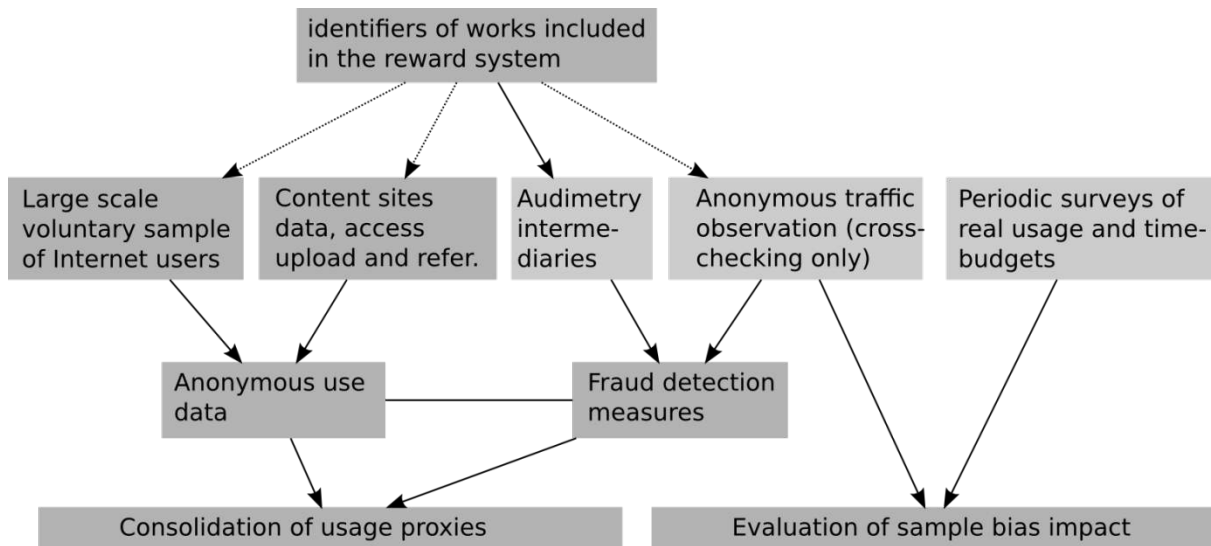 identifiers of works included
in the reward system
Large scale
voluntary sample
of Internet users
Content sites
data, access
upload and refer.
Audimetry
interme-
diaries
Anonymous traffic
observation (cross-
checking only)
Periodic surveys of
real usage and time-
budgets
Anonymous use
data
Fraud detection
measures
Consolidation of usage proxies
Evaluation of sample bias impact